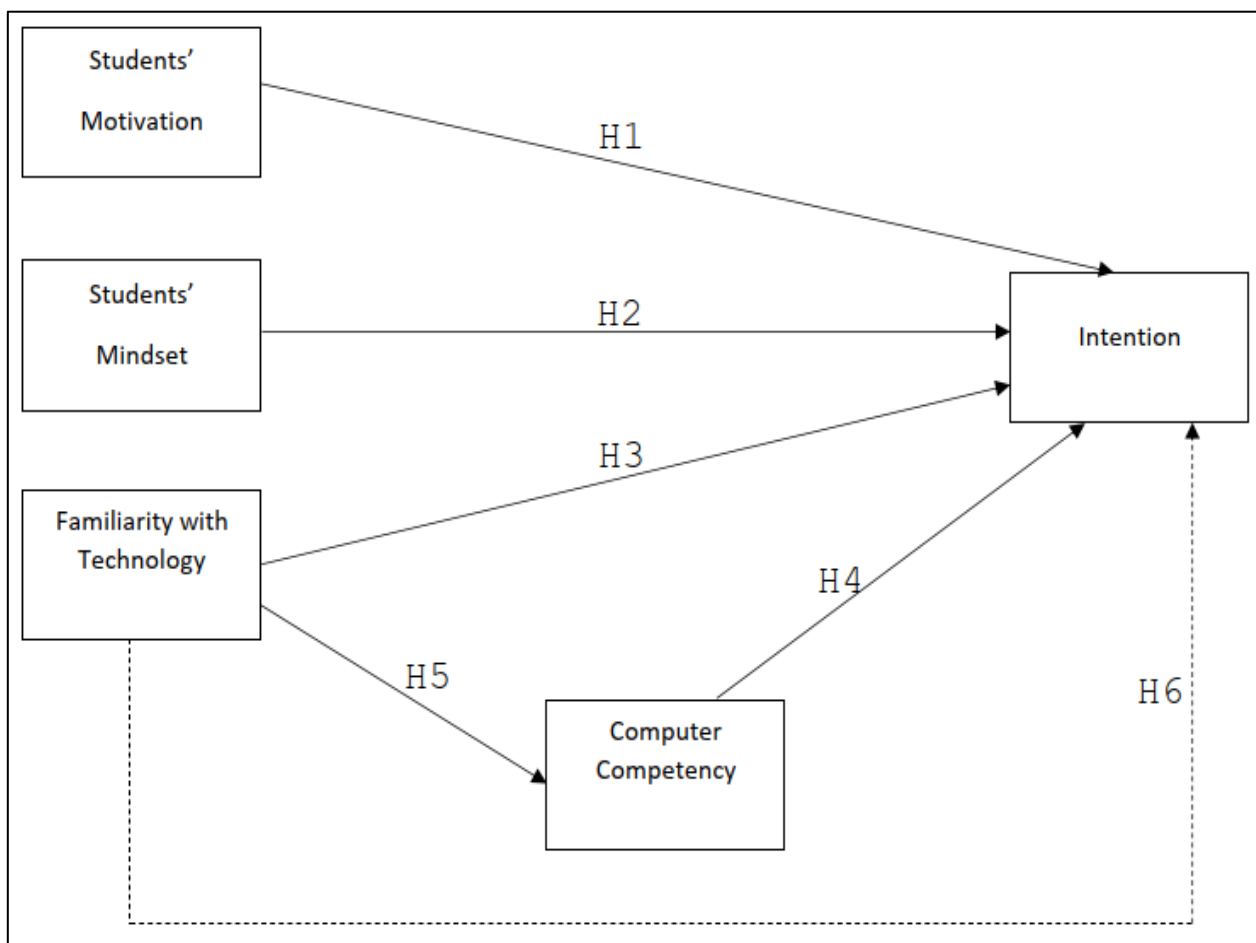 Students’
Motivation
H1
Students’
Mindset
H2
Intention
H3
Familiarity with
Technology
H4
H5
H6
Computer
Competency